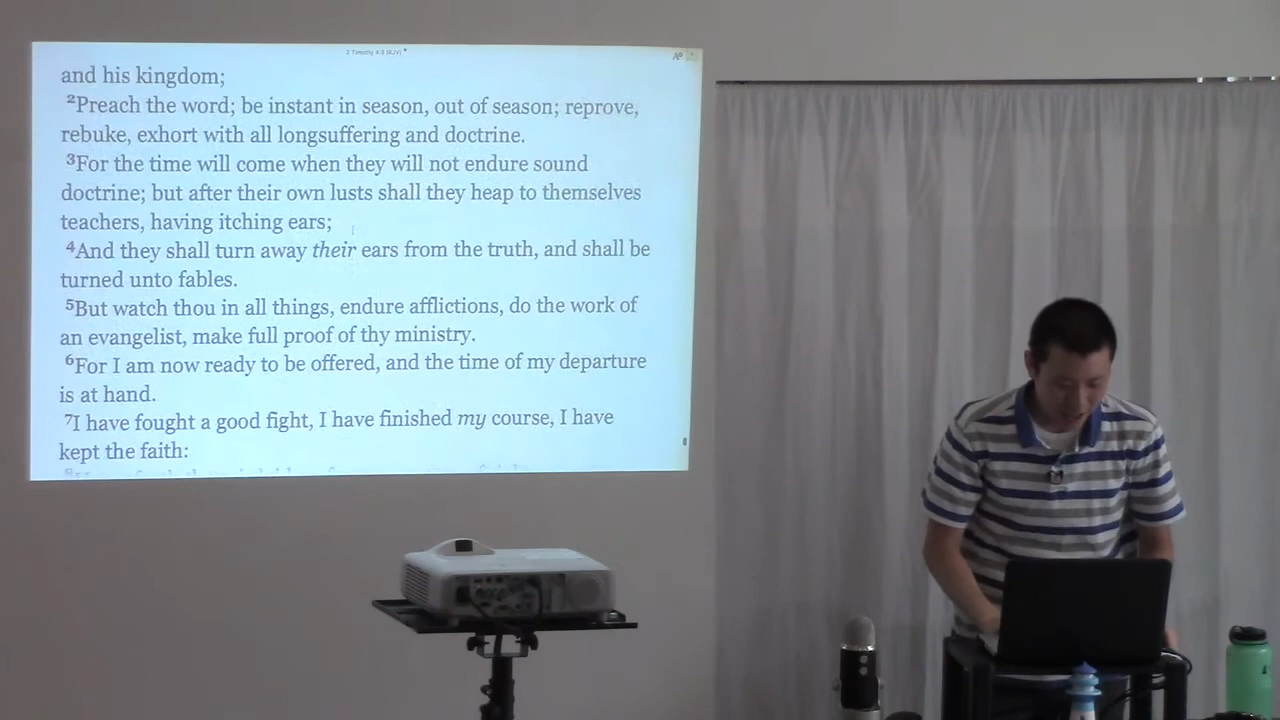 2 Timothy 4:3 (KJV)
and his kingdom;
2Preach the word; be instant in season, out of season; reprove,
rebuke, exhort with all longsuffering and doctrine.
3For the time will come when they will not endure sound
doctrine; but after their own lusts shall they heap to themselves
teachers, having itching ears;
4And they shall turn away their ears from the truth, and shall be
turned unto fables.
5But watch thou in all things, endure afflictions, do the work of
an evangelist, make full proof of thy ministry.
6For I am now ready to be offered, and the time of my departure
is at hand.
7I have fought a good fight, I have finished my course, I have
kept the faith: